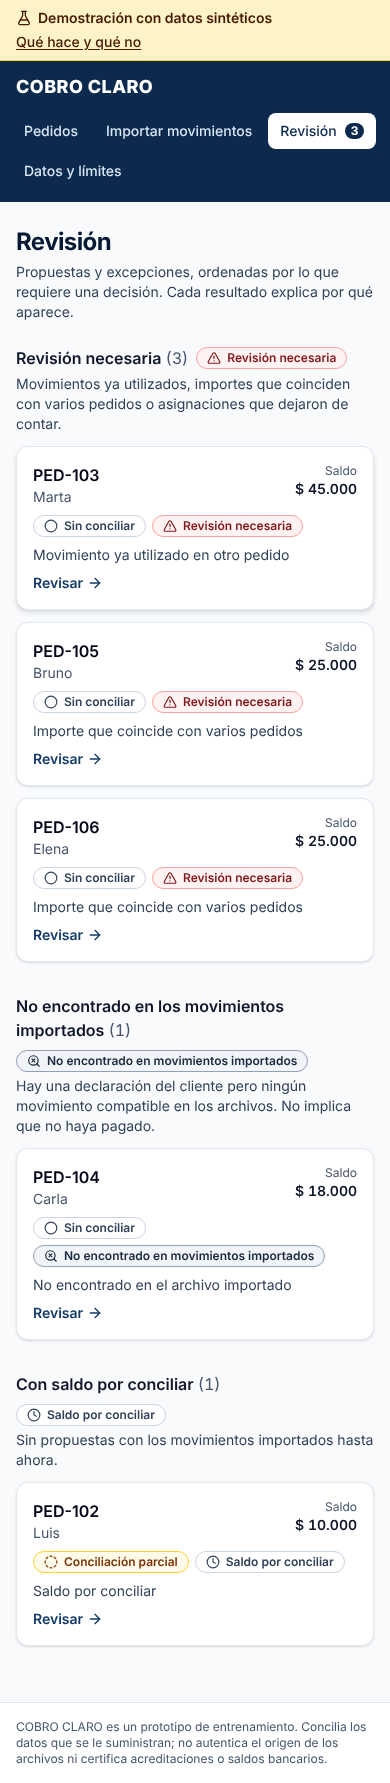 Demostración con datos sintéticos
Qué hace y qué no
COBRO CLARO
Pedidos
Importar movimientos
Revisión 3
Datos y límites
Revisión
Propuestas y excepciones, ordenadas por lo que
requiere una decisión. Cada resultado explica por qué
aparece.
Revisión necesaria (3) Revisión necesaria
Movimientos ya utilizados, importes que coinciden
con varios pedidos o asignaciones que dejaron de
contar.
PED-103
Marta
Saldo
$ 45.000
Sin conciliar
Revisión necesaria
Movimiento ya utilizado en otro pedido
Revisar →
PED-105
Bruno
Saldo
$ 25.000
Sin conciliar
Revisión necesaria
Importe que coincide con varios pedidos
Revisar →
PED-106
Elena
Saldo
$ 25.000
Sin conciliar
Revisión necesaria
Importe que coincide con varios pedidos
Revisar →
No encontrado en los movimientos
importados (1)
No encontrado en movimientos importados
Hay una declaración del cliente pero ningún
movimiento compatible en los archivos. No implica
que no haya pagado.
PED-104
Carla
Saldo
$ 18.000
Sin conciliar
No encontrado en movimientos importados
No encontrado en el archivo importado
Revisar →
Con saldo por conciliar (1)
Saldo por conciliar
Sin propuestas con los movimientos importados hasta
ahora.
PED-102
Luis
Saldo
$ 10.000
Conciliación parcial
Saldo por conciliar
Saldo por conciliar
Revisar →
COBRO CLARO es un prototipo de entrenamiento. Concilia los
datos que se le suministran; no autentica el origen de los
archivos ni certifica acreditaciones o saldos bancarios.